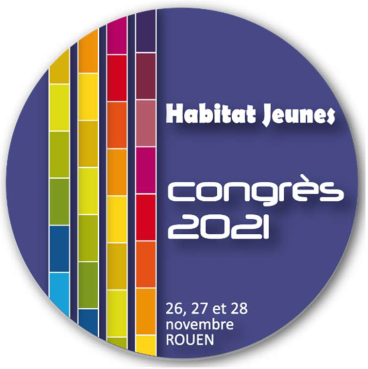 Habitat Jeunes
congrès
2021
26, 27 et 28
novembre
ROUEN